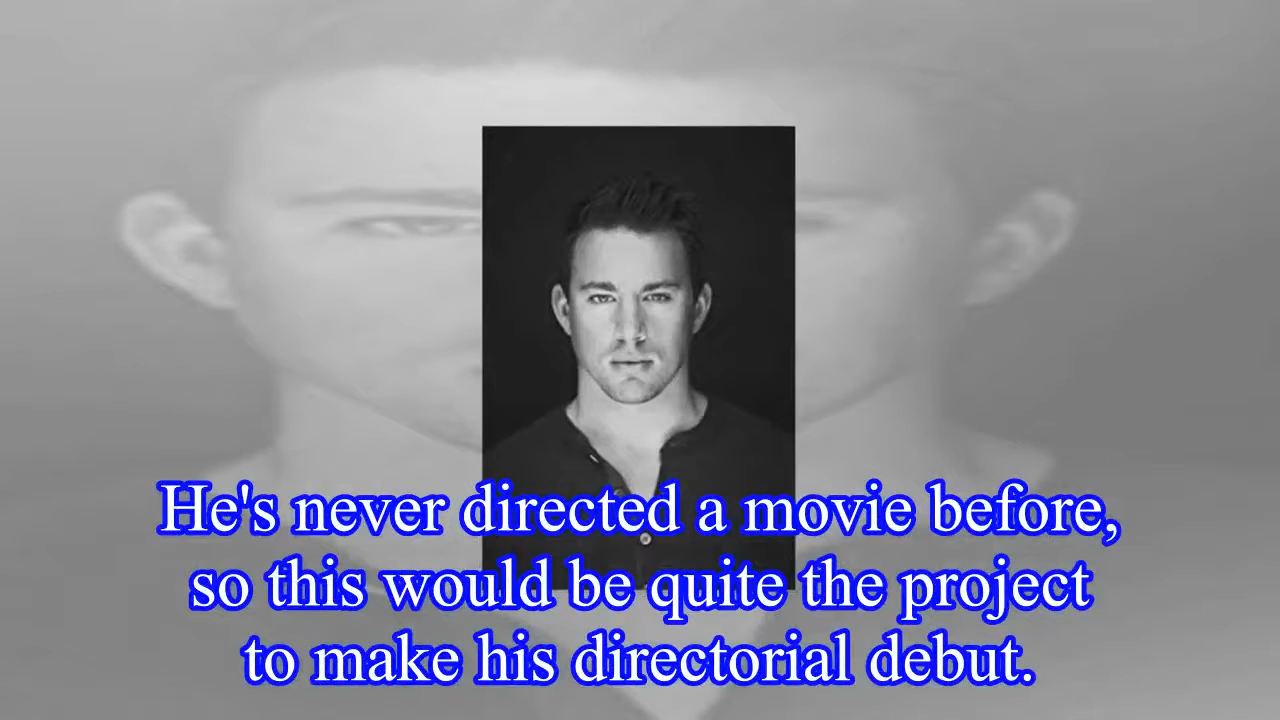 He's never directed a movie before,
so this would be quite the project
to make his directorial debut.